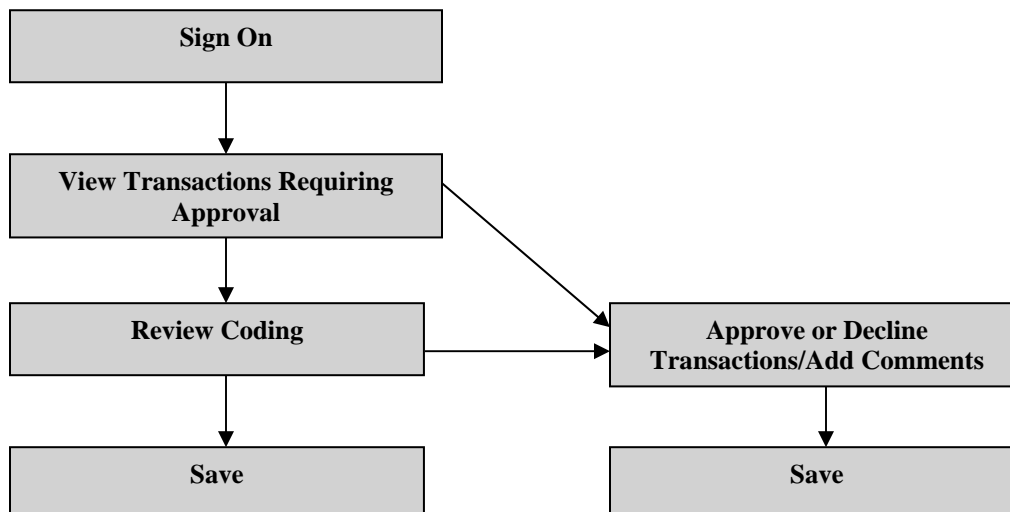 Sign On
View Transactions Requiring
Approval
Review Coding
Approve or Decline
Transactions/Add Comments
Save
Save